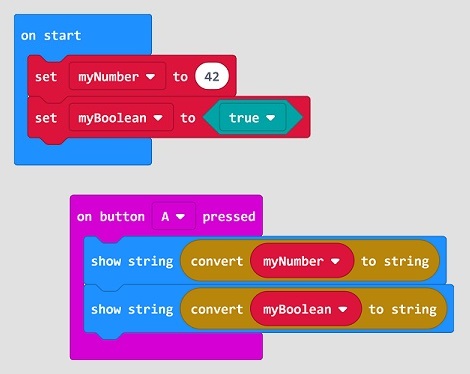 on start
set myNumber to 42
set myBoolean to true
on button A pressed
show string convert myNumber to string
show string convert myBoolean to string